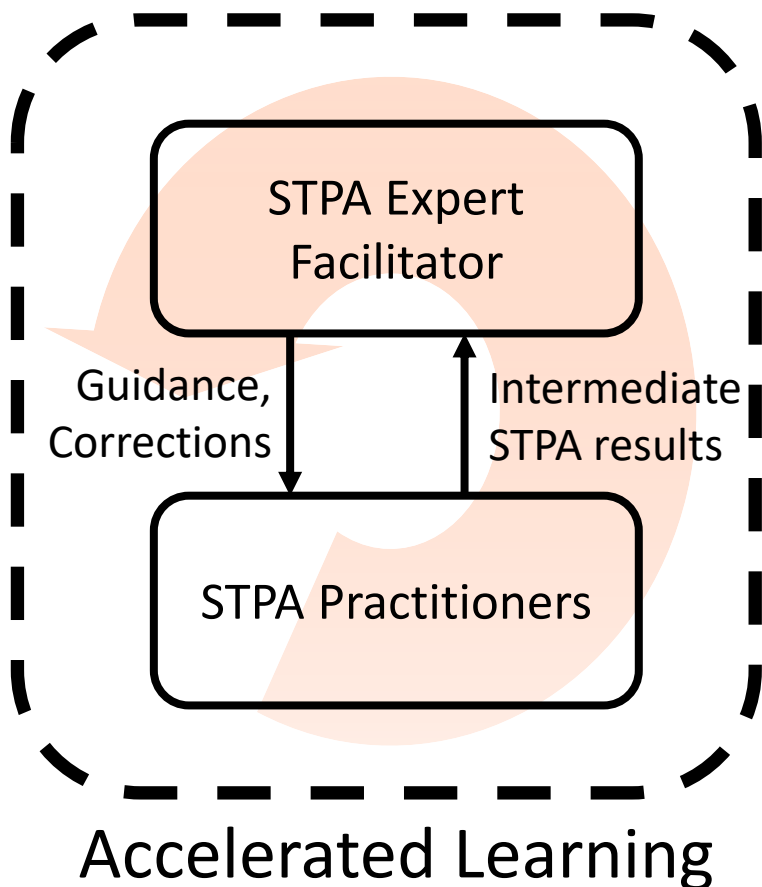 STPA Expert
Facilitator
Guidance,
Corrections
Intermediate
STPA results
STPA Practitioners
Accelerated Learning